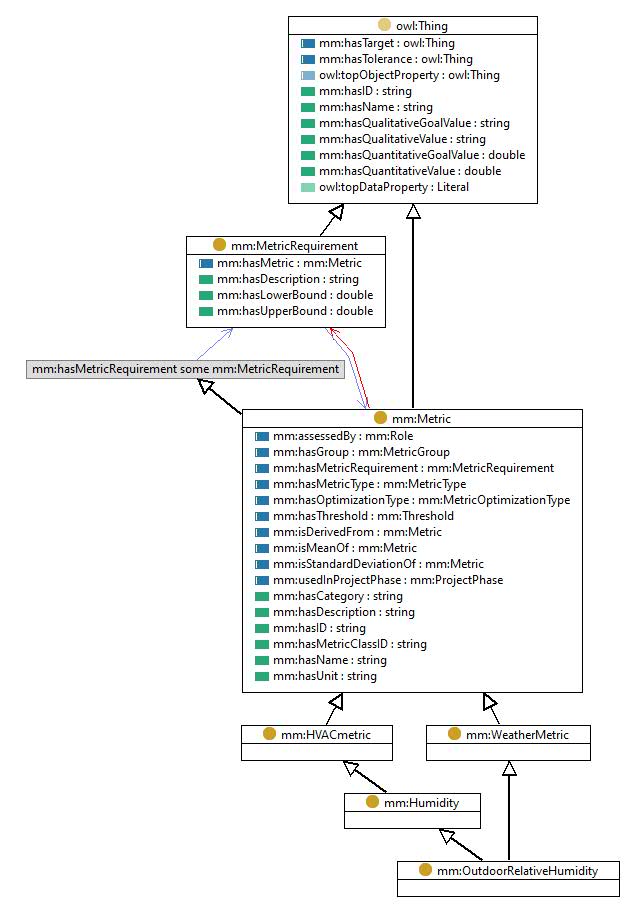 owl:Thing
mm:hasTarget : owl:Thing
mm:hasTolerance : owl:Thing
owl:topObjectProperty : owl:Thing
mm:hasID : string
mm:hasName : string
mm:hasQualitativeGoalValue : string
mm:hasQualitativeValue : string
mm:hasQuantitativeGoalValue : double
mm:hasQuantitativeValue : double
owl:topDataProperty : Literal
mm:MetricRequirement
mm:hasMetric : mm:Metric
mm:hasDescription : string
mm:hasLowerBound : double
mm:hasUpperBound : double
mm:hasMetricRequirement some mm:MetricRequirement
mm:Metric
mm:assessedBy : mm:Role
mm:hasGroup : mm:MetricGroup
mm:hasMetricRequirement : mm:MetricRequirement
mm:hasMetricType : mm:MetricType
mm:hasOptimizationType : mm:MetricOptimizationType
mm:hasThreshold : mm:Threshold
mm:isDerivedFrom : mm:Metric
mm:isMeanOf : mm:Metric
mm:isStandardDeviationOf : mm:Metric
mm:usedInProjectPhase : mm:ProjectPhase
mm:hasCategory : string
mm:hasDescription : string
mm:hasID : string
mm:hasMetricClassID : string
mm:hasName : string
mm:hasUnit : string
mm:HVACmetric
mm:WeatherMetric
mm:Humidity
mm:OutdoorRelativeHumidity